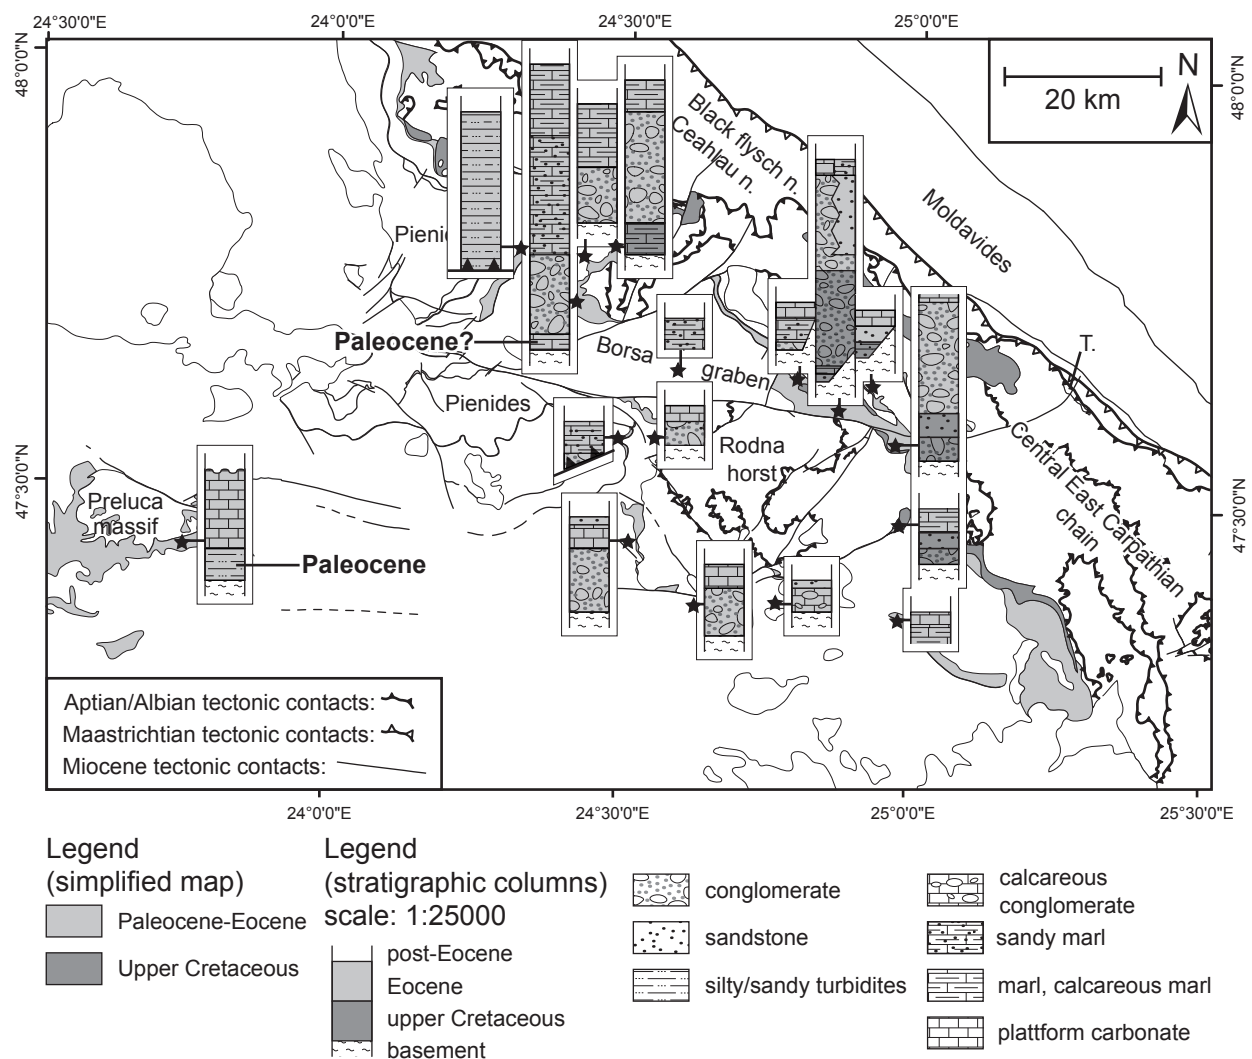 24°30'0"E
24°0'0"E
24°30'0"E
25°0'0"E
48°0'0"N
48°0'0"N
N
20 km
Black flysch n.
Ceahlau n.
Moldavides
Pienid
Paleocene?
Borsa
graben
T.
Pienides
Rodna
horst
Central East Carpathian
chain
47°30'0"N
47°30'0"N
Preluca
massif
Paleocene
Aptian/Albian tectonic contacts:
Maastrichtian tectonic contacts:
Miocene tectonic contacts:
24°0'0"E
24°30'0"E
25°0'0"E
25°30'0"E
Legend
(simplified map)
Paleocene-Eocene
Upper Cretaceous
Legend
(stratigraphic columns)
scale: 1:25000
post-Eocene
Eocene
upper Cretaceous
basement
conglomerate
sandstone
silty/sandy turbidites
calcareous
conglomerate
sandy marl
marl, calcareous marl
plattform carbonate